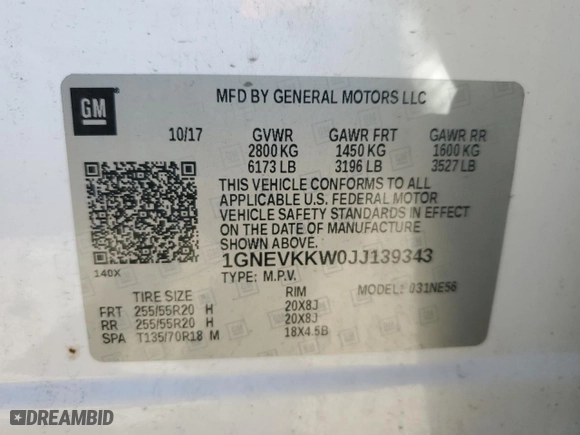 GM
MFD BY GENERAL MOTORS LLC
10/17 GVWR GAWR FRT GAWR RR
2800 KG 1450 KG 1600 KG
6173 LB 3196 LB 3527 LB
THIS VEHICLE CONFORMS TO ALL
APPLICABLE U.S. FEDERAL MOTOR
VEHICLE SAFETY STANDARDS IN EFFECT
ON THE DATE OF MANUFACTURE
SHOWN ABOVE.
140X
1GNEVKKW0JJ139343
TYPE: M.P.V. MODEL: 031NE56
TIRE SIZE RIM
FRT 255/55R20 H 20X8J
RR 255/55R20 H 20X8J
SPA T135/70R18 M 18X4.5B
DREAMBID